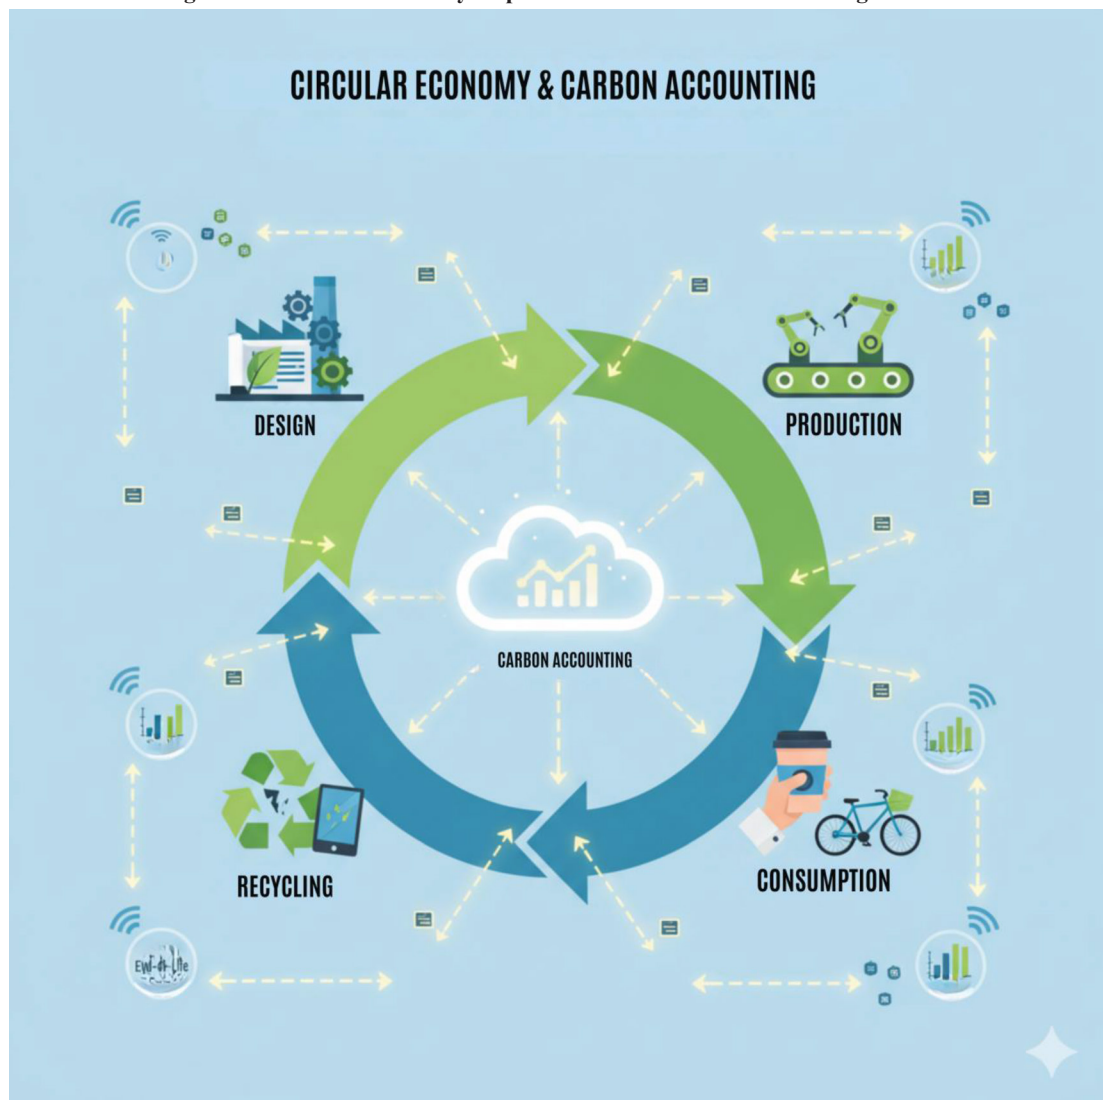 CIRCULAR ECONOMY & CARBON ACCOUNTING
DESIGN
PRODUCTION
CARBON ACCOUNTING
RECYCLING
CONSUMPTION